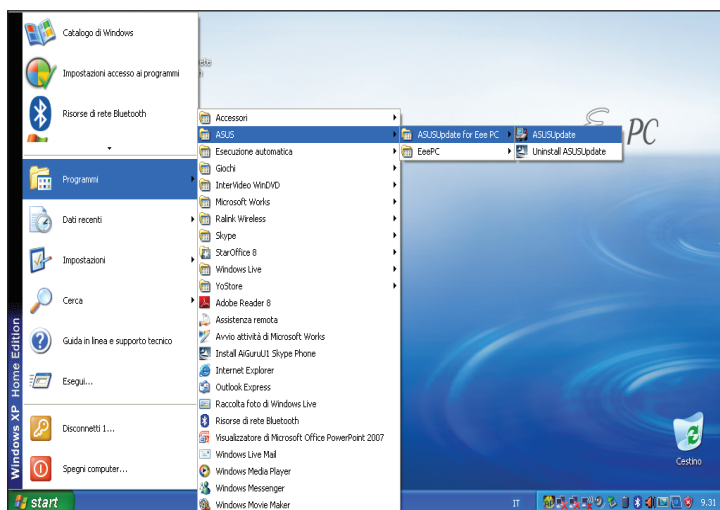 Catalogo di Windows
Impostazioni accesso ai programmi
Risorse di rete Bluetooth
Programmi
Dati recenti
Impostazioni
Cerca
Guida in linea e supporto tecnico
Esegui...
Disconnetti 1...
Spegni computer...
Windows XP Home Edition
start
Accessori
ASUS
Esecuzione automatica
Giochi
InterVideo WinDVD
Microsoft Works
Ralink Wireless
Skype
StarOffice 8
Windows Live
YoStore
Adobe Reader 8
Assistenza remota
Avvio attività di Microsoft Works
Install AiGuruU1 Skype Phone
Internet Explorer
Outlook Express
Raccolta foto di Windows Live
Risorse di rete Bluetooth
Visualizzatore di Microsoft Office PowerPoint 2007
Windows Live Mail
Windows Media Player
Windows Messenger
Windows Movie Maker
ASUSUpdate for Eee PC
EeePC
ASUSUpdate
Uninstall ASUSUpdate
PC
Cestino
IT
9.31